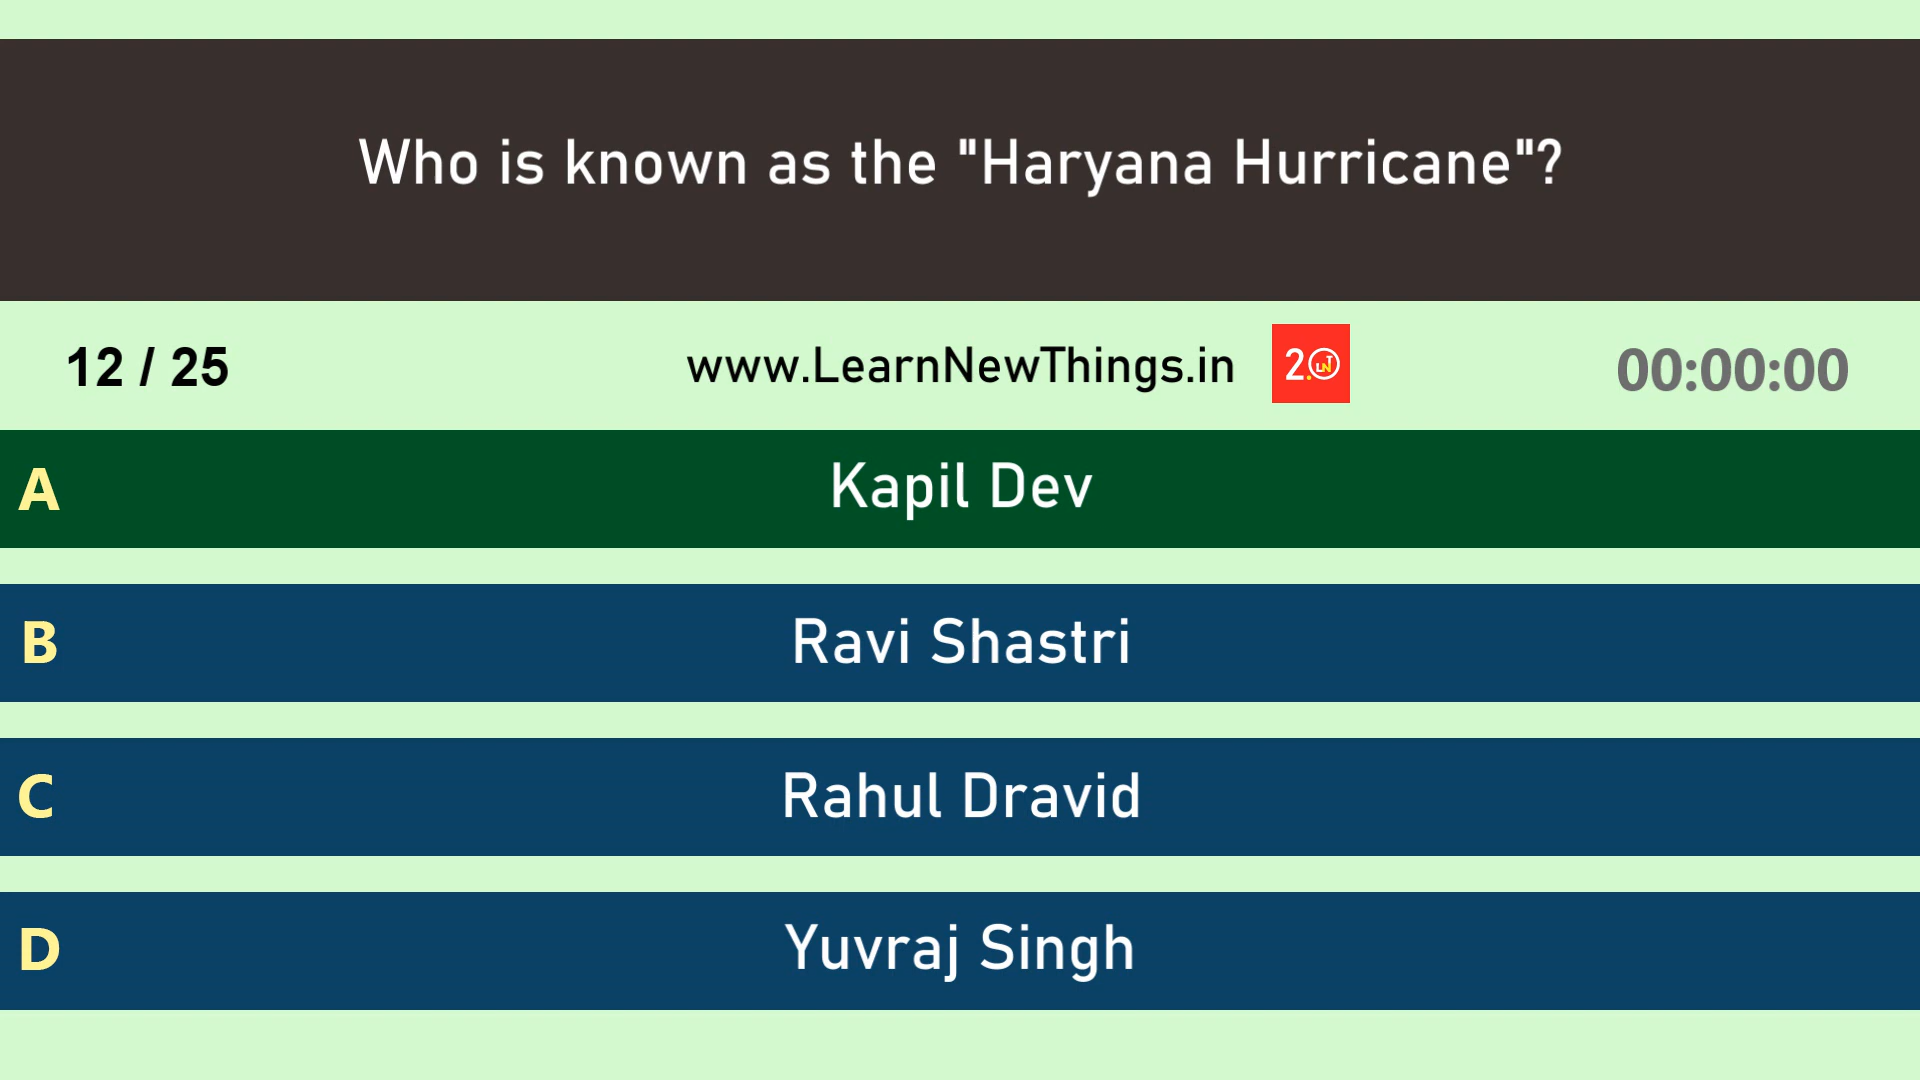 Who is known as the "Haryana Hurricane"?
12 / 25
www.LearnNewThings.in
2.LNT
00:00:00
A
Kapil Dev
B
Ravi Shastri
C
Rahul Dravid
D
Yuvraj Singh